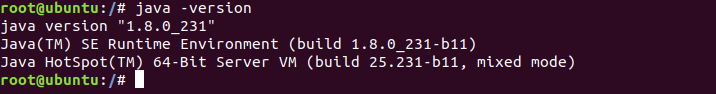 root@ubuntu:/# java -version
java version "1.8.0_231"
Java(TM) SE Runtime Environment (build 1.8.0_231-b11)
Java HotSpot(TM) 64-Bit Server VM (build 25.231-b11, mixed mode)
root@ubuntu:/#